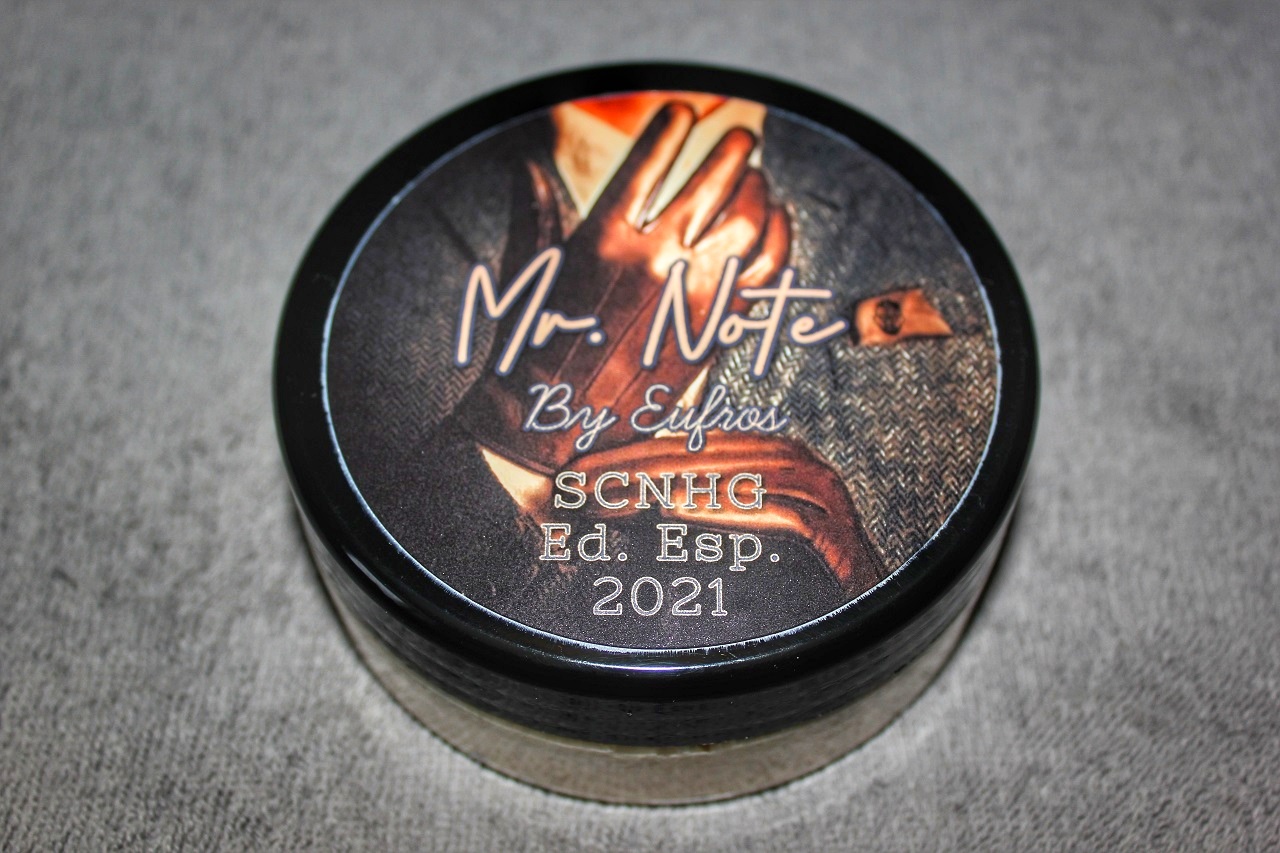 Mr. Note
By Eufros
SCNHG
Ed. Esp.
2021